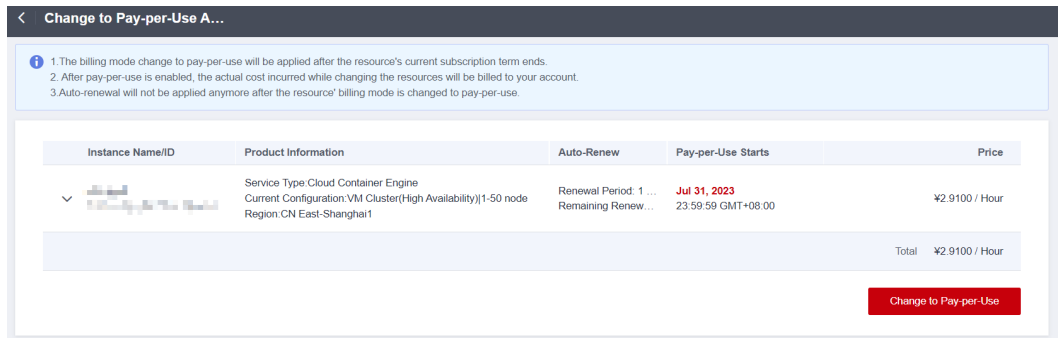 Change to Pay-per-Use A...
1.The billing mode change to pay-per-use will be applied after the resource's current subscription term ends.
2. After pay-per-use is enabled, the actual cost incurred while changing the resources will be billed to your account.
3.Auto-renewal will not be applied anymore after the resource' billing mode is changed to pay-per-use.
Instance Name/ID Product Information Auto-Renew Pay-per-Use Starts Price
Service Type:Cloud Container Engine
Current Configuration:VM Cluster(High Availability)|1-50 node
Region:CN East-Shanghai1
Renewal Period: 1 ...
Remaining Renew...
Jul 31, 2023
23:59:59 GMT+08:00
¥2.9100 / Hour
Total ¥2.9100 / Hour
Change to Pay-per-Use